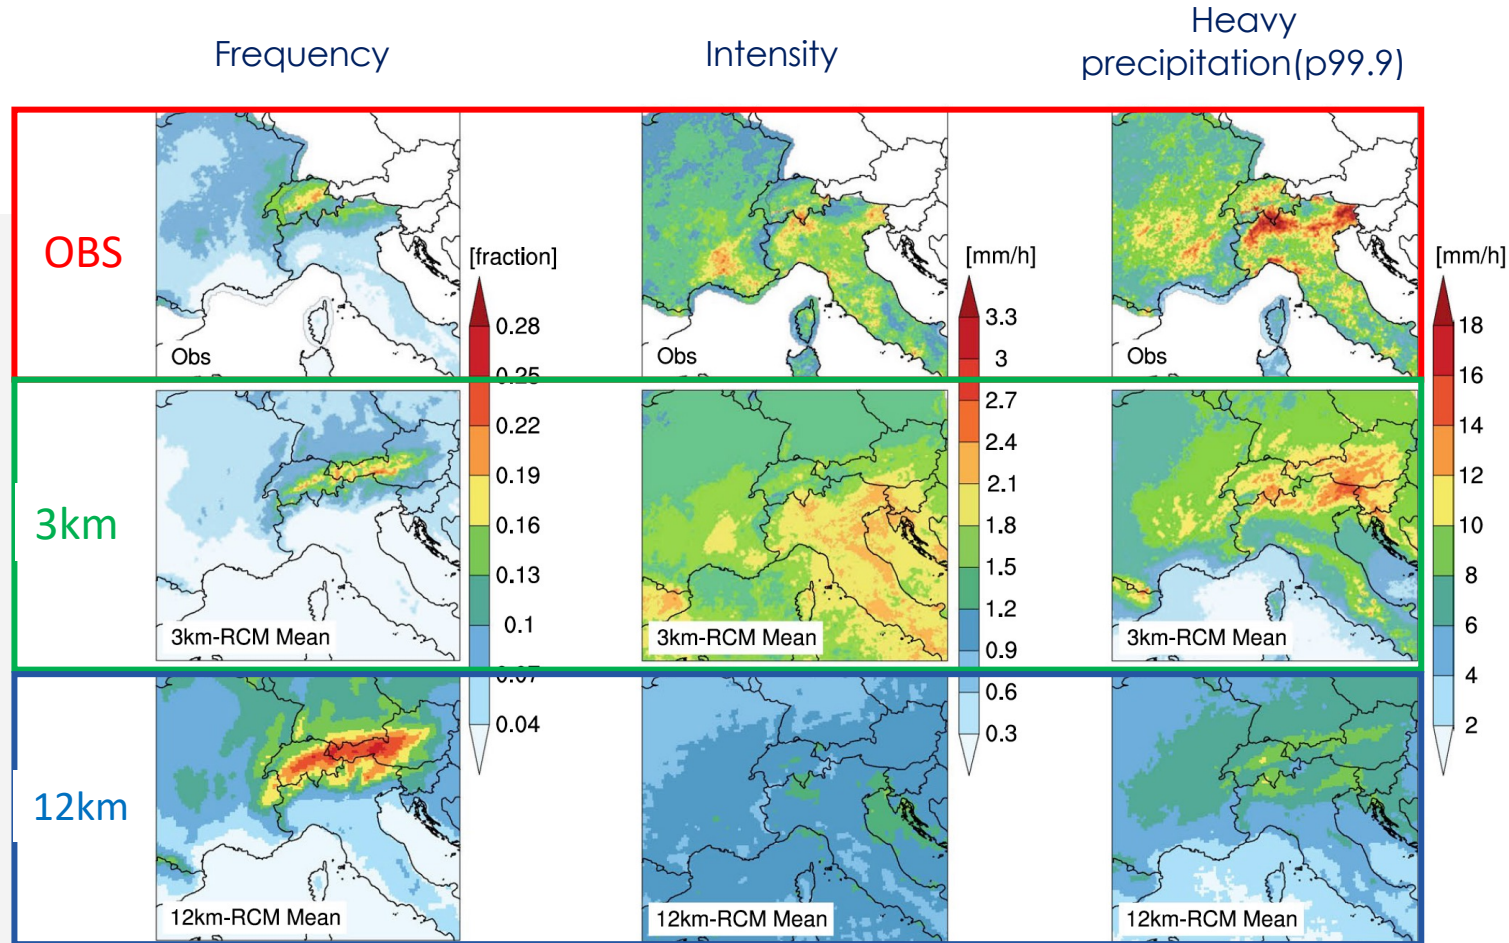 Frequency
Intensity
Heavy
precipitation(p99.9)
OBS
Obs
Obs
Obs
[fraction]
0.28
0.25
0.22
0.19
0.16
0.13
0.1
0.07
0.04
[mm/h]
3.3
3
2.7
2.4
2.1
1.8
1.5
1.2
0.9
0.6
0.3
[mm/h]
18
16
14
12
10
8
6
4
2
3km
3km-RCM Mean
3km-RCM Mean
3km-RCM Mean
12km
12km-RCM Mean
12km-RCM Mean
12km-RCM Mean